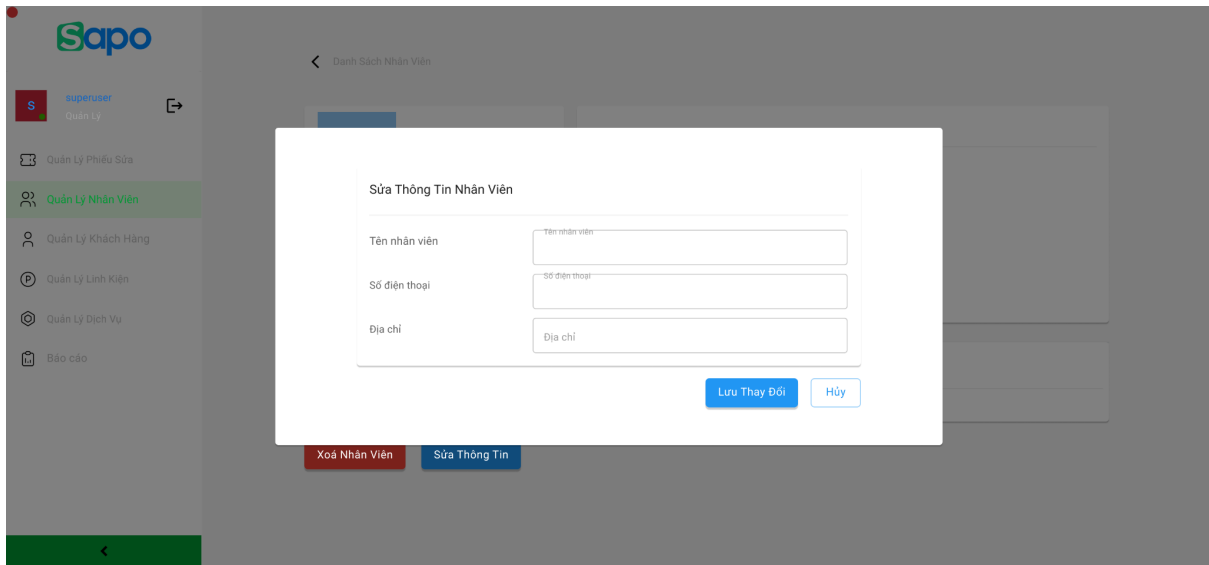 Sapo
Danh Sách Nhân Viên
S
superuser
Quản Lý
Quản Lý Phiếu Sửa
Quản Lý Nhân Viên
Quản Lý Khách Hàng
P
Quản Lý Linh Kiện
Quản Lý Dịch Vụ
Báo cáo
Sửa Thông Tin Nhân Viên
Tên nhân viên
Tên nhân viên
Số điện thoại
Số điện thoại
Địa chỉ
Địa chỉ
Lưu Thay Đổi
Hủy
Xoá Nhân Viên
Sửa Thông Tin